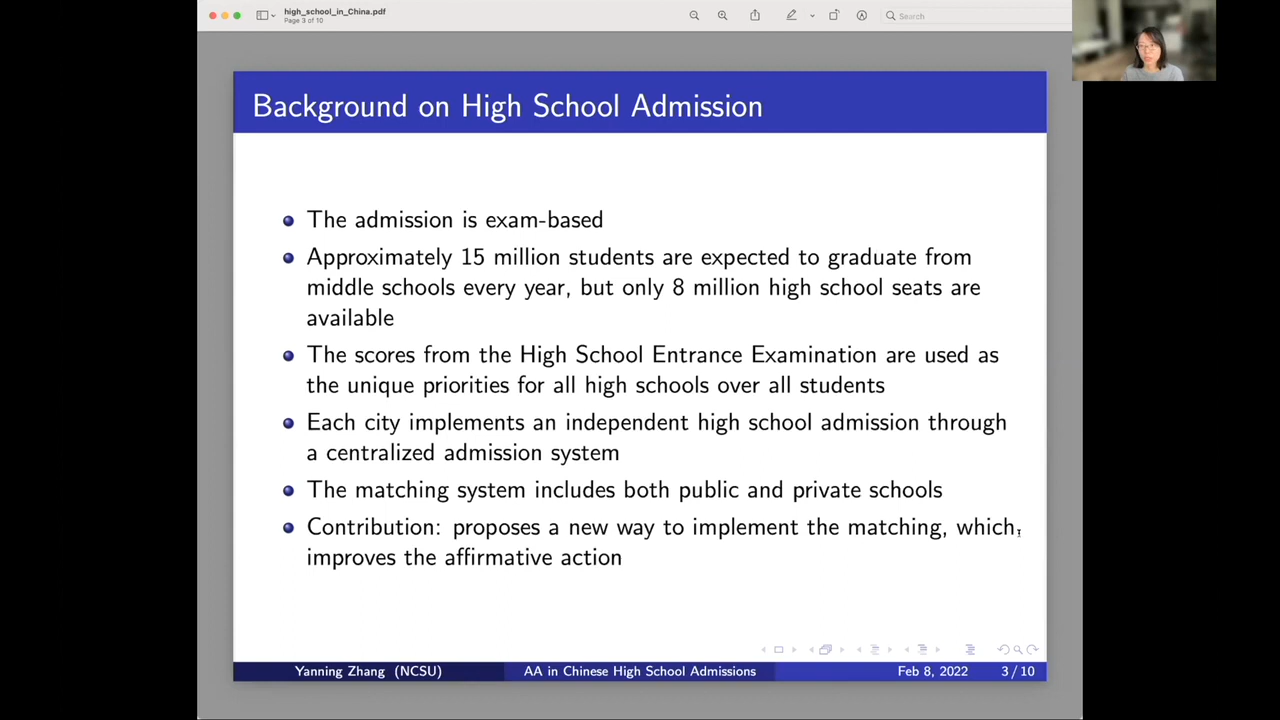 high_school_in_China.pdf
Page 3 of 10
Search
Background on High School Admission
The admission is exam-based
Approximately 15 million students are expected to graduate from
middle schools every year, but only 8 million high school seats are
available
The scores from the High School Entrance Examination are used as
the unique priorities for all high schools over all students
Each city implements an independent high school admission through
a centralized admission system
The matching system includes both public and private schools
Contribution: proposes a new way to implement the matching, which
improves the affirmative action
Yanning Zhang (NCSU) AA in Chinese High School Admissions Feb 8, 2022 3 / 10